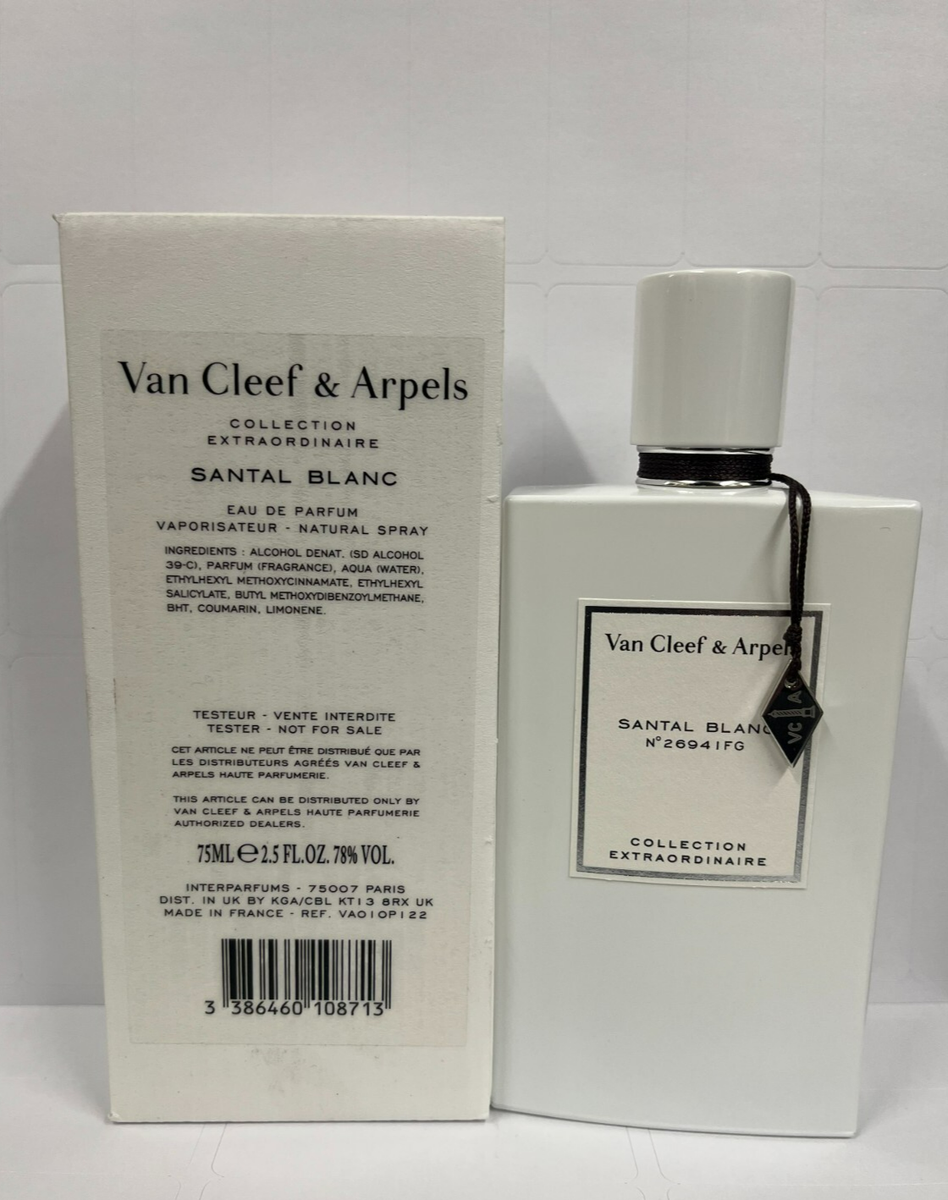 Van Cleef & Arpels
COLLECTION
EXTRAORDINAIRE
SANTAL BLANC
EAU DE PARFUM
VAPORISATEUR - NATURAL SPRAY
INGREDIENTS : ALCOHOL DENAT. (SD ALCOHOL
39-C), PARFUM (FRAGRANCE), AQUA (WATER),
ETHYLHEXYL METHOXYCINNAMATE, ETHYLHEXYL
SALICYLATE, BUTYL METHOXYDIBENZOYLMETHANE,
BHT, COUMARIN, LIMONENE.
TESTEUR - VENTE INTERDITE
TESTER - NOT FOR SALE
CET ARTICLE NE PEUT ÊTRE DISTRIBUÉ QUE PAR
LES DISTRIBUTEURS AGRÉÉS VAN CLEEF &
ARPELS HAUTE PARFUMERIE.
THIS ARTICLE CAN BE DISTRIBUTED ONLY BY
VAN CLEEF & ARPELS HAUTE PARFUMERIE
AUTHORIZED DEALERS.
75ML e 2.5 FL.OZ. 78% VOL.
INTERPARFUMS - 75007 PARIS
DIST. IN UK BY KGA/CBL KT13 8RX UK
MADE IN FRANCE - REF. VA010P122
3 386460 108713
Van Cleef & Arpels
SANTAL BLANC
N°26941FG
COLLECTION
EXTRAORDINAIRE
VC A